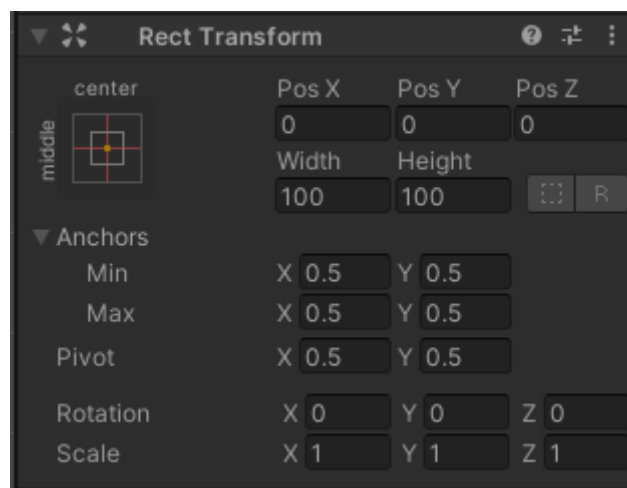 Rect Transform
center
middle
Pos X Pos Y Pos Z
0 0 0
Width Height
100 100 R
Anchors
Min X 0.5 Y 0.5
Max X 0.5 Y 0.5
Pivot X 0.5 Y 0.5
Rotation X 0 Y 0 Z 0
Scale X 1 Y 1 Z 1